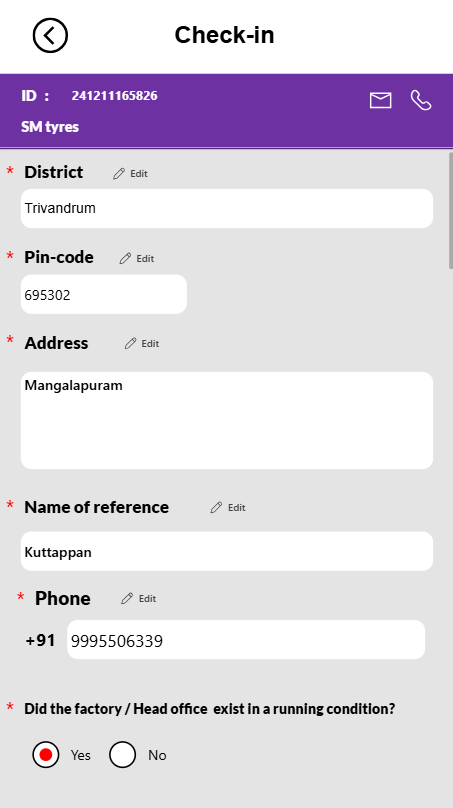 Check-in
ID : 241211165826
SM tyres
* District Edit
Trivandrum
* Pin-code Edit
695302
* Address Edit
Mangalapuram
* Name of reference Edit
Kuttappan
* Phone Edit
+91 9995506339
* Did the factory / Head office exist in a running condition?
Yes No